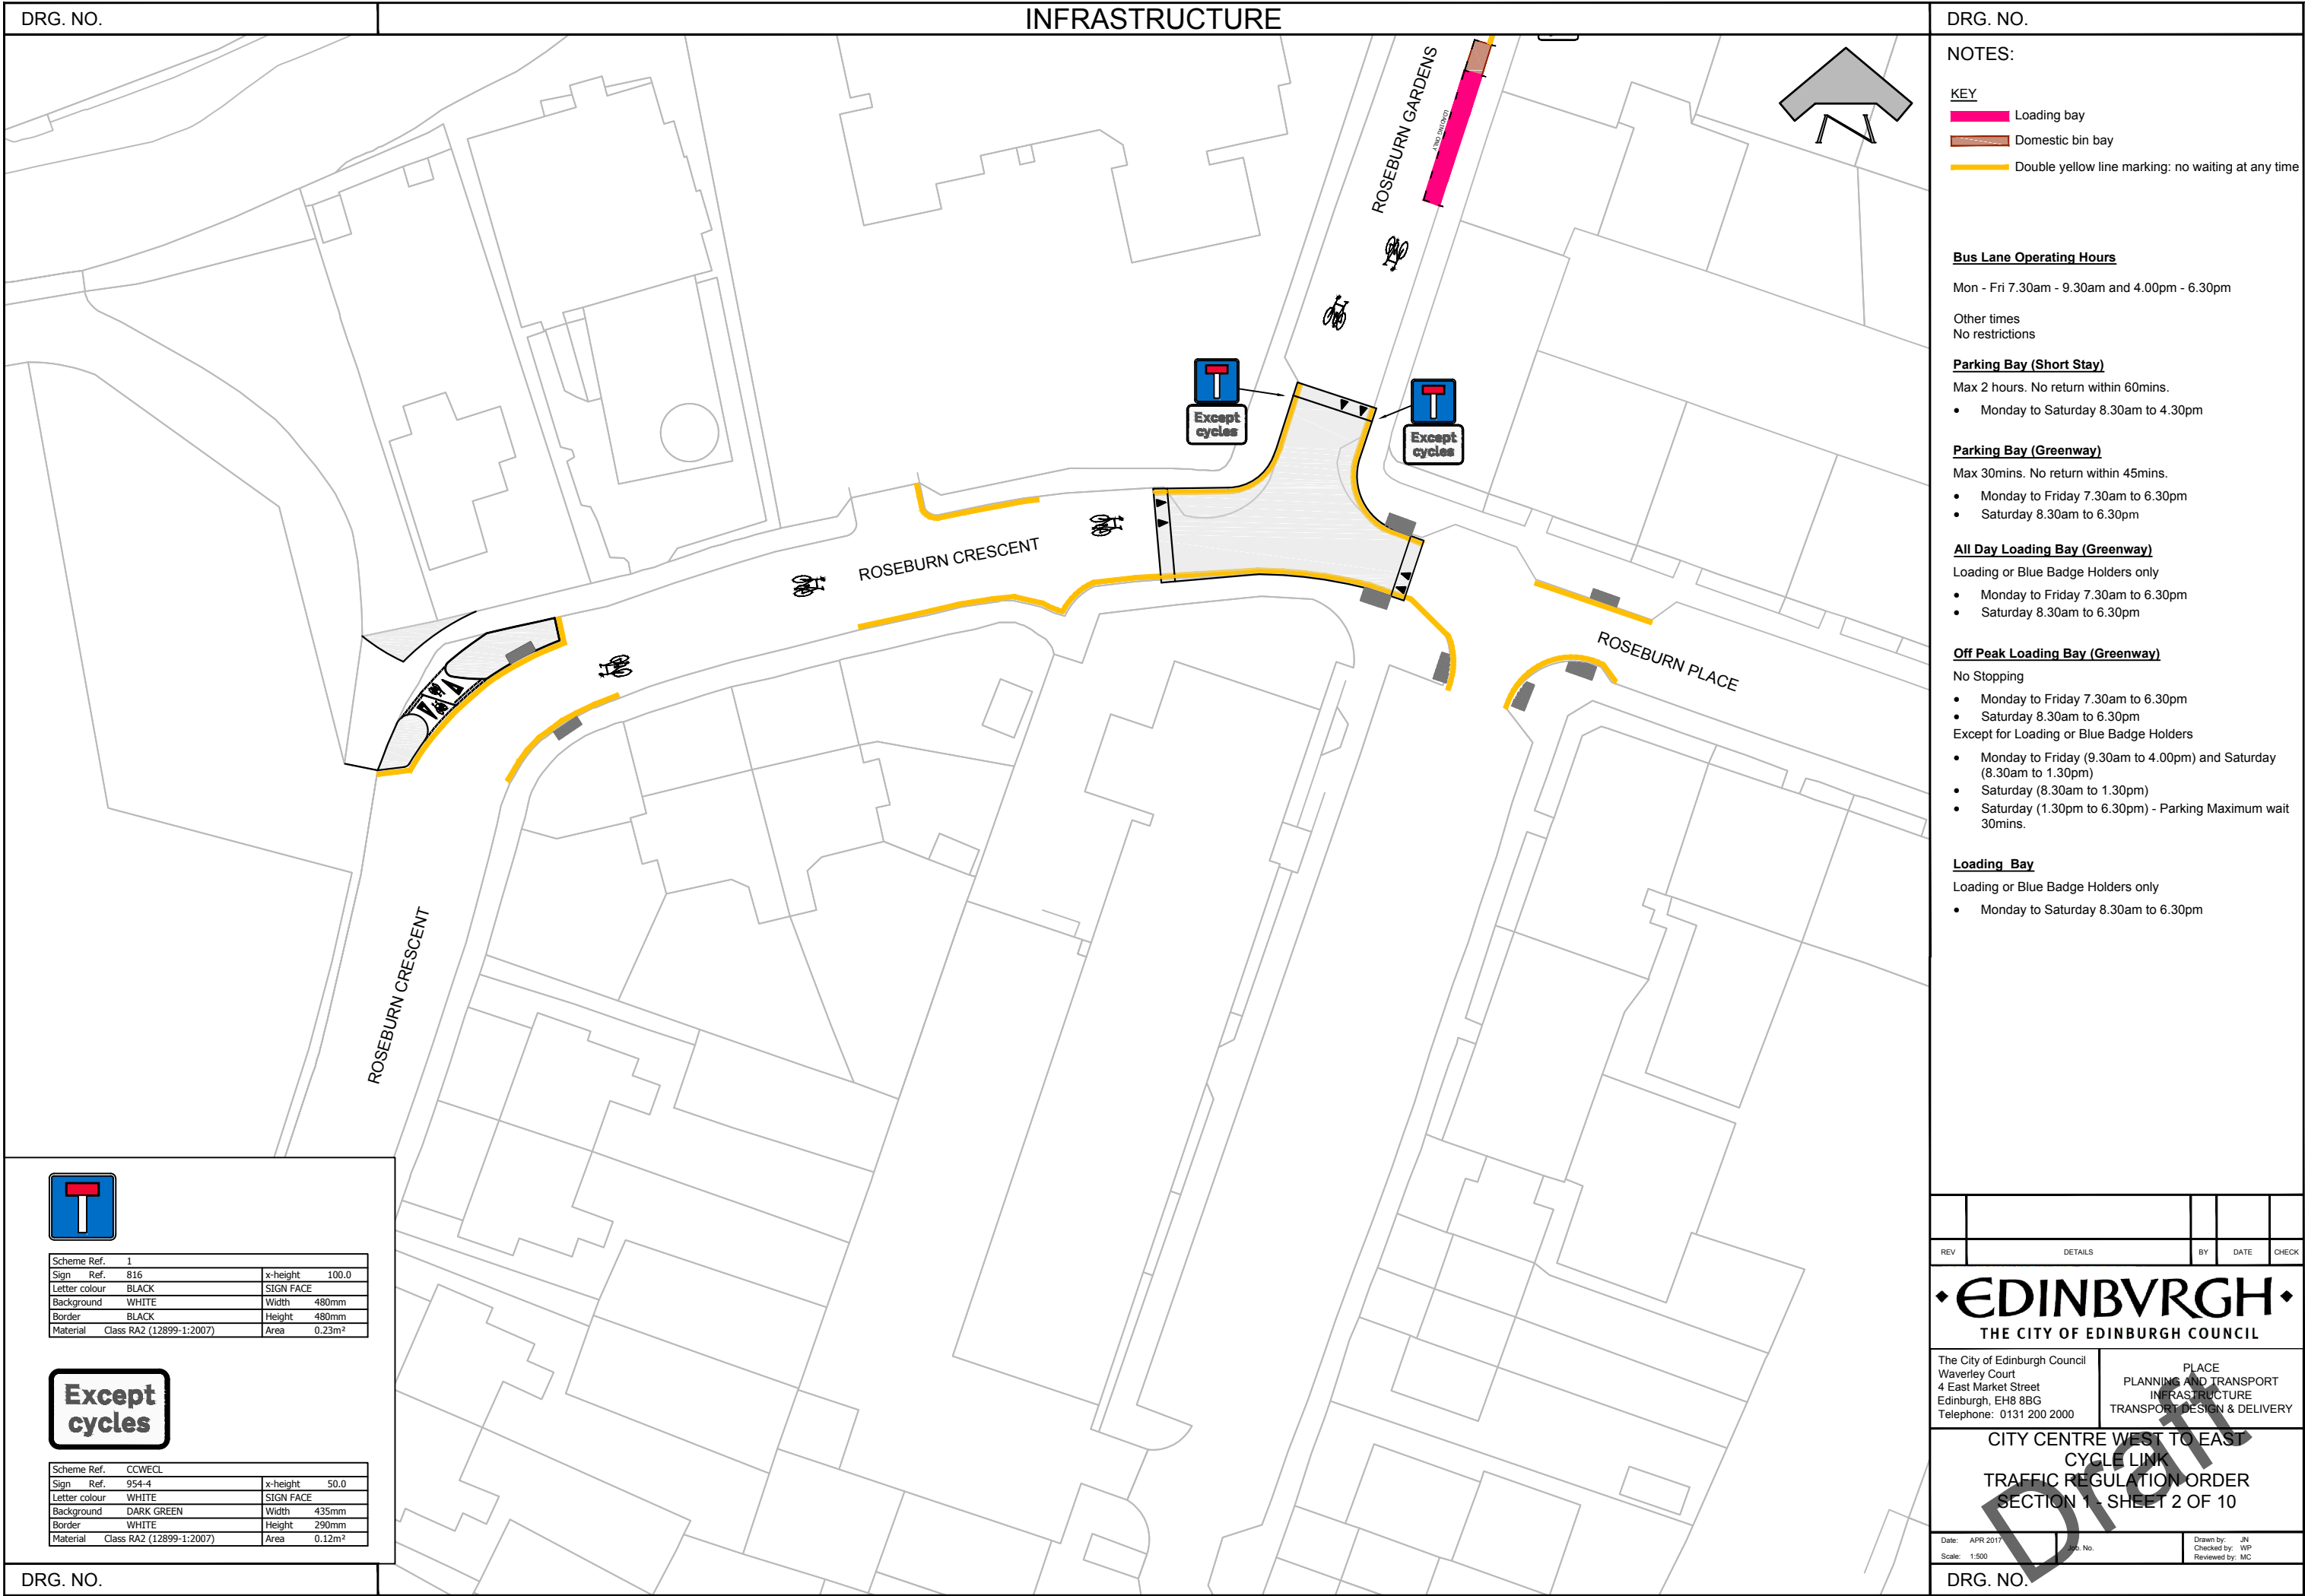 DRG. NO.
INFRASTRUCTURE
DRG. NO.
ROSEBURN GARDENS
LOADING ONLY
Except
cycles
Except
cycles
ROSEBURN CRESCENT
ROSEBURN PLACE
ROSEBURN CRESCENT
Scheme Ref. 1
Sign Ref. 816 x-height 100.0
Letter colour BLACK SIGN FACE
Background WHITE Width 480mm
Border BLACK Height 480mm
Material Class RA2 (12899-1:2007) Area 0.23m²
Except
cycles
Scheme Ref. CCWECL
Sign Ref. 954-4 x-height 50.0
Letter colour WHITE SIGN FACE
Background DARK GREEN Width 435mm
Border WHITE Height 290mm
Material Class RA2 (12899-1:2007) Area 0.12m²
DRG. NO.
NOTES:
KEY
Loading bay
Domestic bin bay
Double yellow line marking: no waiting at any time
Bus Lane Operating Hours
Mon - Fri 7.30am - 9.30am and 4.00pm - 6.30pm
Other times
No restrictions
Parking Bay (Short Stay)
Max 2 hours. No return within 60mins.
• Monday to Saturday 8.30am to 4.30pm
Parking Bay (Greenway)
Max 30mins. No return within 45mins.
• Monday to Friday 7.30am to 6.30pm
• Saturday 8.30am to 6.30pm
All Day Loading Bay (Greenway)
Loading or Blue Badge Holders only
• Monday to Friday 7.30am to 6.30pm
• Saturday 8.30am to 6.30pm
Off Peak Loading Bay (Greenway)
No Stopping
• Monday to Friday 7.30am to 6.30pm
• Saturday 8.30am to 6.30pm
Except for Loading or Blue Badge Holders
• Monday to Friday (9.30am to 4.00pm) and Saturday
(8.30am to 1.30pm)
• Saturday (8.30am to 1.30pm)
• Saturday (1.30pm to 6.30pm) - Parking Maximum wait
30mins.
Loading Bay
Loading or Blue Badge Holders only
• Monday to Saturday 8.30am to 6.30pm
REV DETAILS BY DATE CHECK
EDINBVRGH
THE CITY OF EDINBURGH COUNCIL
The City of Edinburgh Council
Waverley Court
4 East Market Street
Edinburgh, EH8 8BG
Telephone: 0131 200 2000
PLACE
PLANNING AND TRANSPORT
INFRASTRUCTURE
TRANSPORT DESIGN & DELIVERY
CITY CENTRE WEST TO EAST
CYCLE LINK
TRAFFIC REGULATION ORDER
SECTION 1 - SHEET 2 OF 10
Draft
Date: APR 2017
Scale: 1:500
Job. No.
Drawn by: JN
Checked by: WP
Reviewed by: MC
DRG. NO.